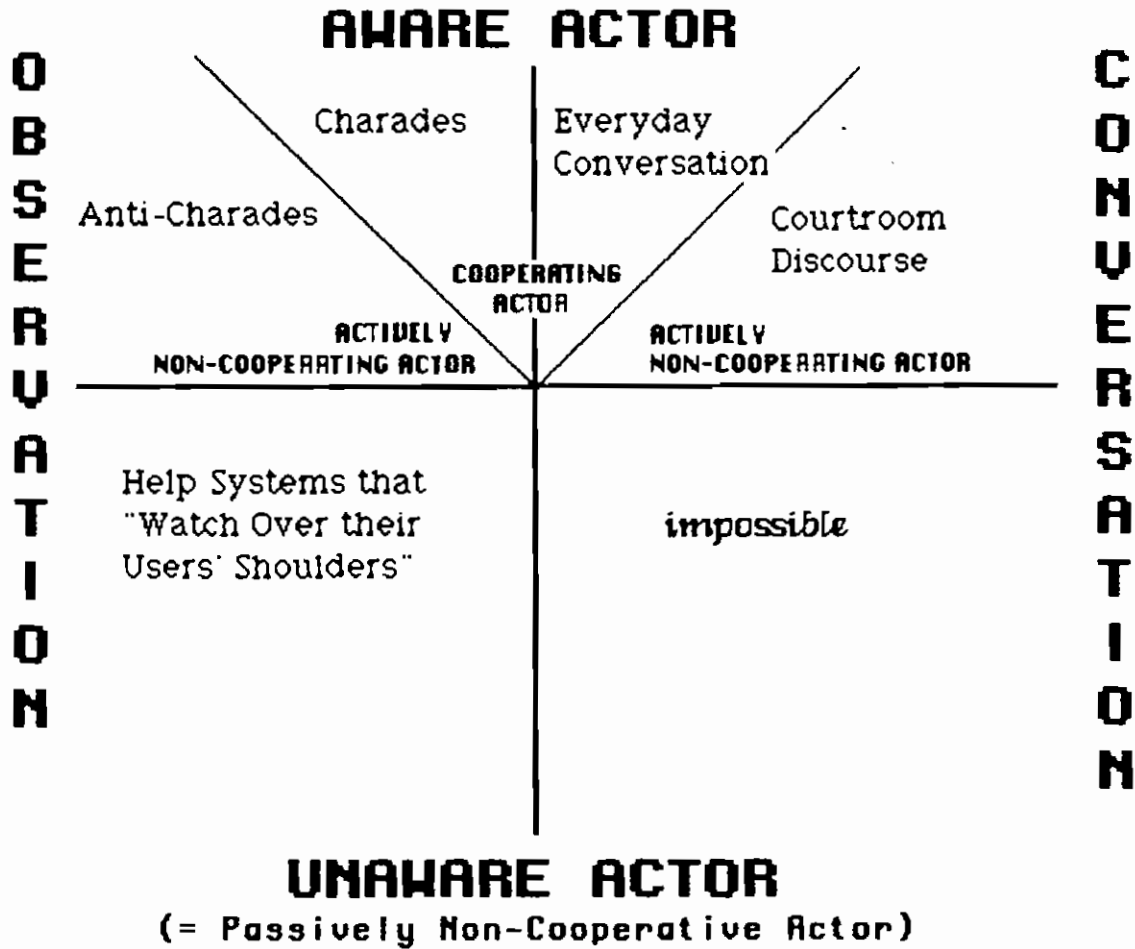 AWARE ACTOR
OBSERVATION
CONVERSATION
Charades
Everyday
Conversation
Anti-Charades
Courtroom
Discourse
COOPERATING
ACTOR
ACTIVELY
NON-COOPERATING ACTOR
ACTIVELY
NON-COOPERATING ACTOR
Help Systems that
"Watch Over their
Users' Shoulders"
impossible
UNAWARE ACTOR
(= Passively Non-Cooperative Actor)